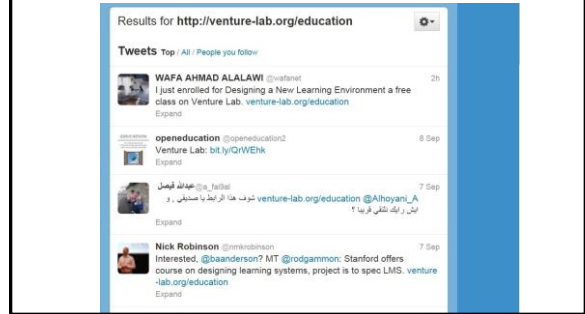 Results for http://venture-lab.org/education
Tweets Top / All / People you follow
WAFA AHMAD ALALAWI @wafanet 2h
I just enrolled for Designing a New Learning Environment a free
class on Venture Lab. venture-lab.org/education
Expand
openeducation @openeducation2 8 Sep
Venture Lab: bit.ly/QrWEhk
Expand
عبدالله فيصل @a_fai9al 7 Sep
venture-lab.org/education @Alhoyani_A شوف هذا الرابط يا صديقي , و
ايش رايك نلتقي قريبا ؟
Expand
Nick Robinson @nmkrobinson 7 Sep
Interested, @baanderson? MT @rodgammon: Stanford offers
course on designing learning systems, project is to spec LMS. venture
-lab.org/education
Expand